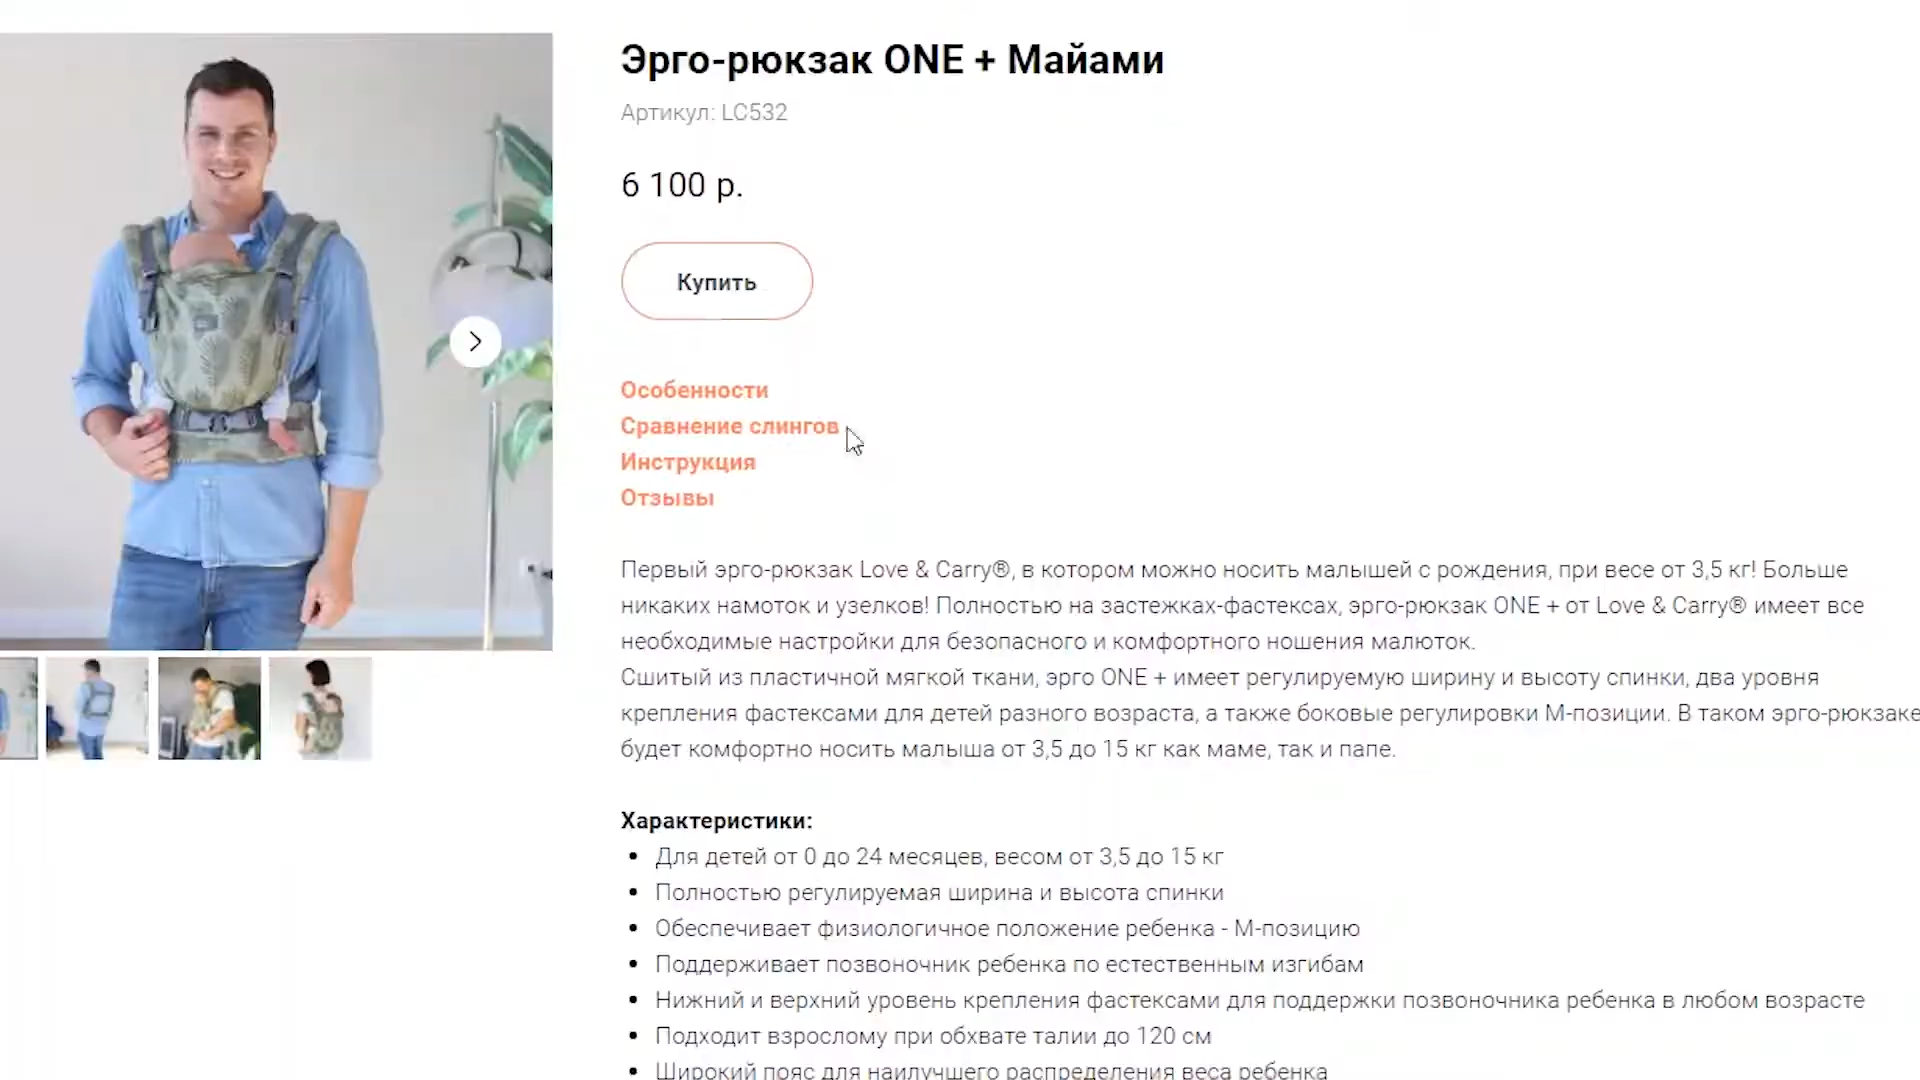 Эрго-рюкзак ONE + Майами
Артикул: LC532
6 100 р.
Купить
Особенности
Сравнение слингов
Инструкция
Отзывы
Первый эрго-рюкзак Love & Carry®, в котором можно носить малышей с рождения, при весе от 3,5 кг! Больше
никаких намоток и узелков! Полностью на застежках-фастексах, эрго-рюкзак ONE + от Love & Carry® имеет все
необходимые настройки для безопасного и комфортного ношения малюток.
Сшитый из пластичной мягкой ткани, эрго ONE + имеет регулируемую ширину и высоту спинки, два уровня
крепления фастексами для детей разного возраста, а также боковые регулировки М-позиции. В таком эрго-рюкзаке
будет комфортно носить малыша от 3,5 до 15 кг как маме, так и папе.
Характеристики:
• Для детей от 0 до 24 месяцев, весом от 3,5 до 15 кг
• Полностью регулируемая ширина и высота спинки
• Обеспечивает физиологичное положение ребенка - М-позицию
• Поддерживает позвоночник ребенка по естественным изгибам
• Нижний и верхний уровень крепления фастексами для поддержки позвоночника ребенка в любом возрасте
• Подходит взрослому при обхвате талии до 120 см
• Широкий пояс для наилучшего распределения веса ребенка